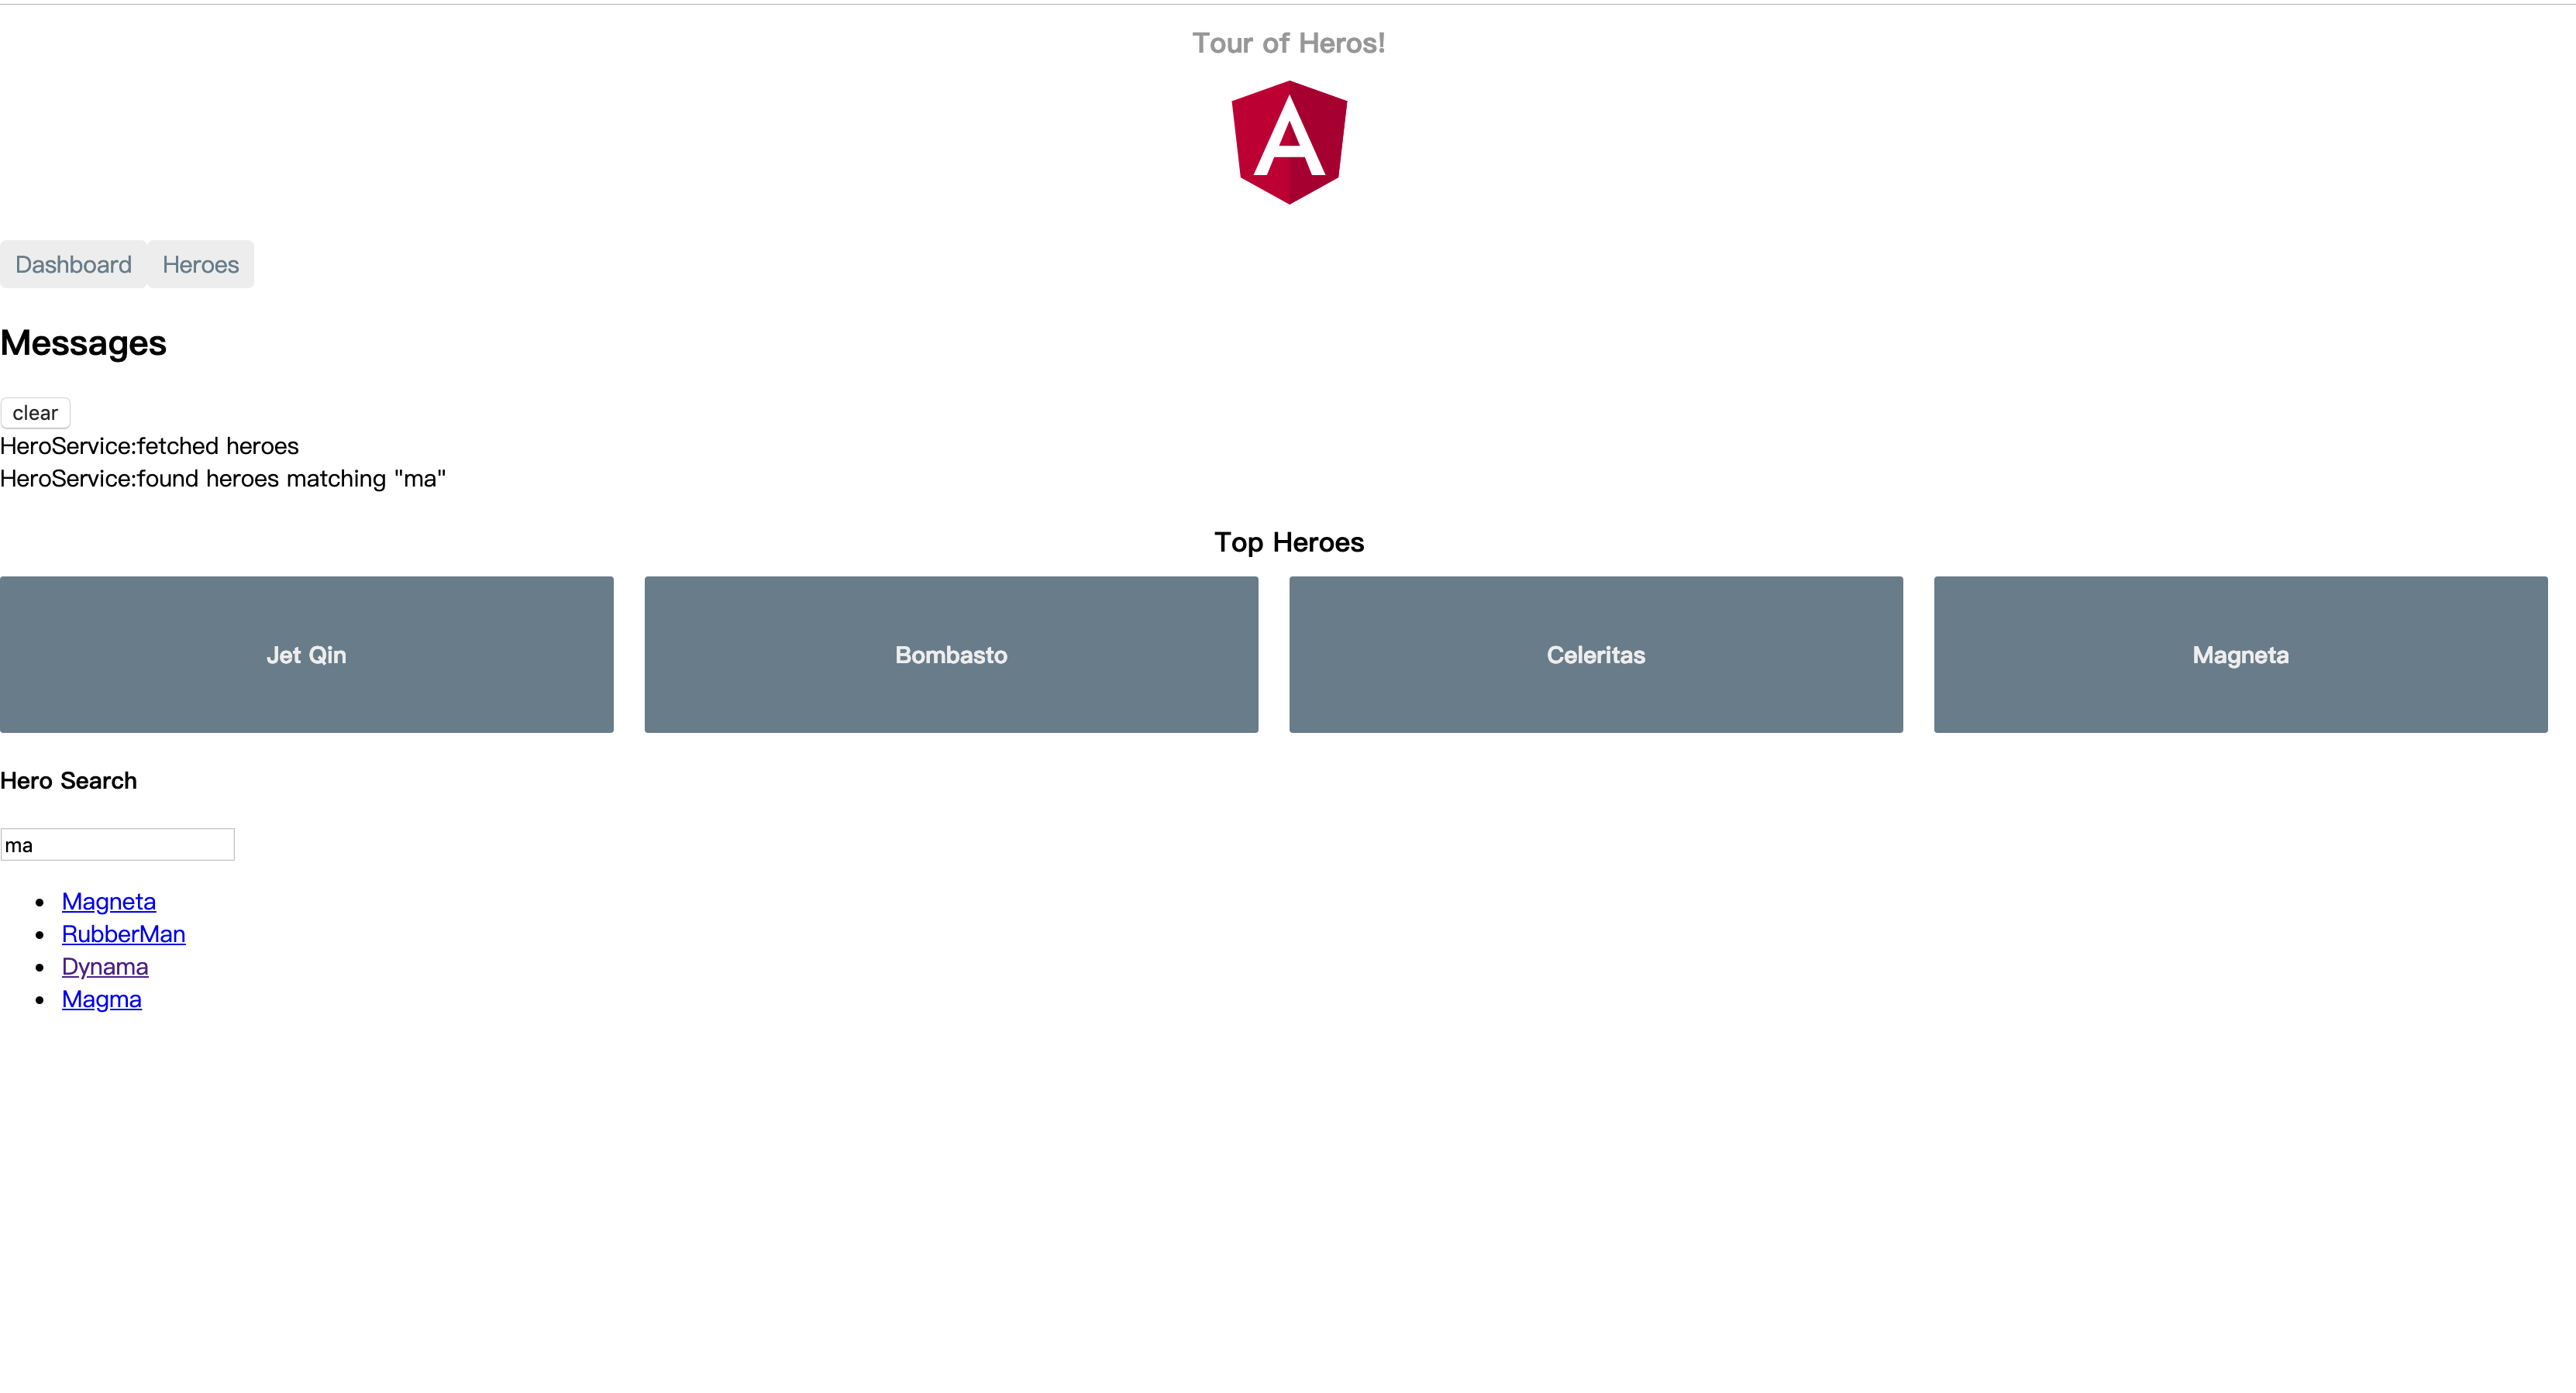 Tour of Heros!
A
Dashboard Heroes
Messages
clear
HeroService:fetched heroes
HeroService:found heroes matching "ma"
Top Heroes
Jet Qin Bombasto Celeritas Magneta
Hero Search
ma
Magneta
RubberMan
Dynama
Magma